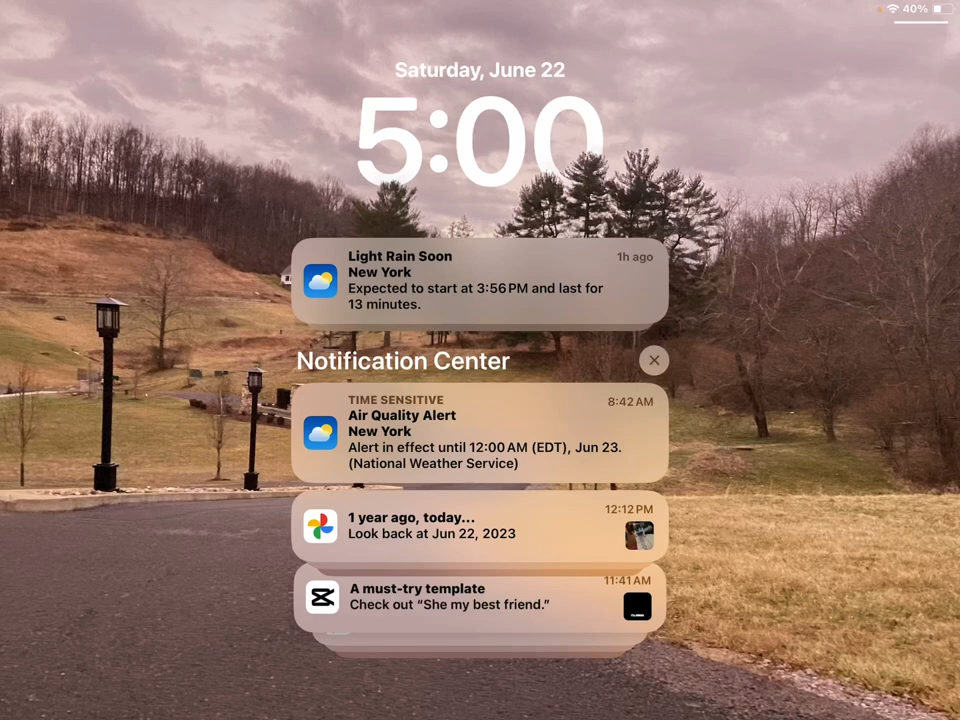 40%
Saturday, June 22
5:00
Light Rain Soon
1h ago
New York
Expected to start at 3:56 PM and last for
13 minutes.
Notification Center
TIME SENSITIVE
8:42 AM
Air Quality Alert
New York
Alert in effect until 12:00 AM (EDT), Jun 23.
(National Weather Service)
12:12 PM
1 year ago, today...
Look back at Jun 22, 2023
11:41 AM
A must-try template
Check out “She my best friend.”